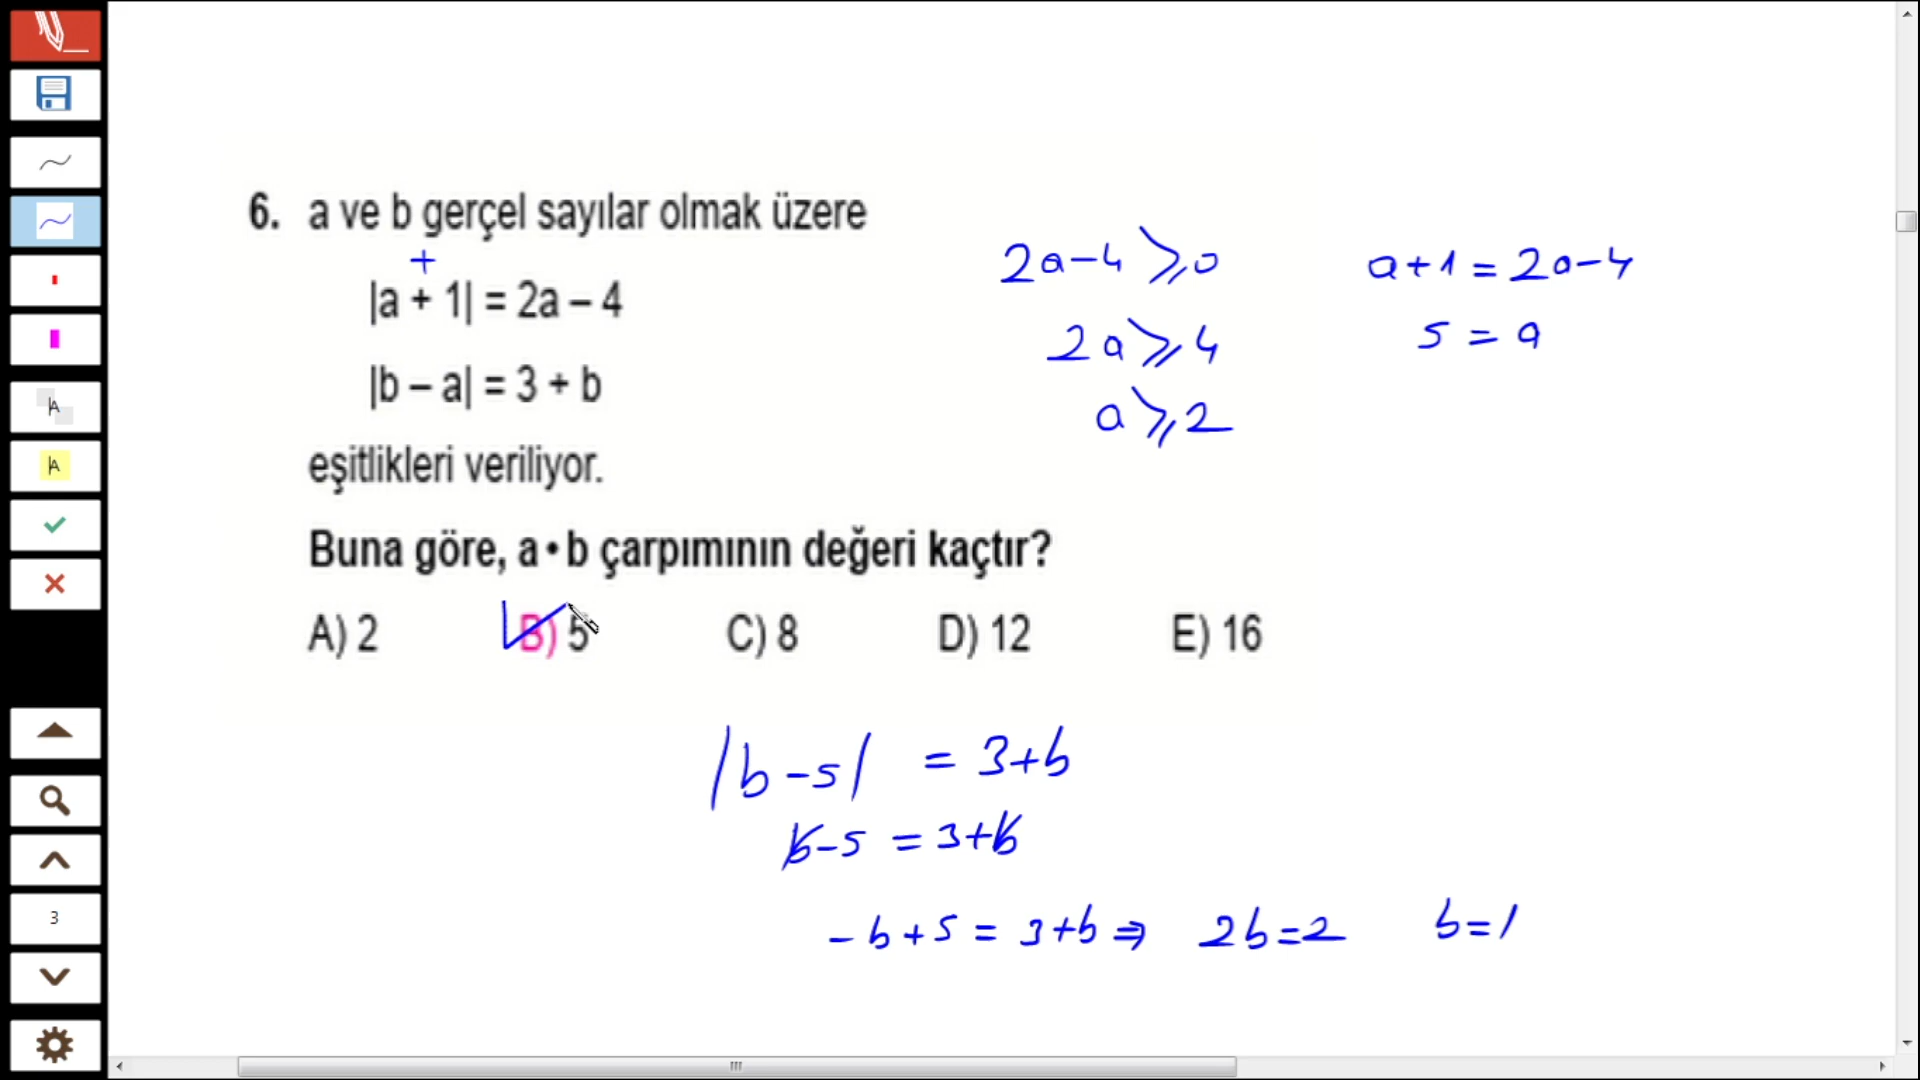 6. a ve b gerçel sayılar olmak üzere
+
|a + 1| = 2a – 4
|b – a| = 3 + b
eşitlikleri veriliyor.
Buna göre, a • b çarpımının değeri kaçtır?
A) 2 B) 5 C) 8 D) 12 E) 16
2a-4 ⩾ 0
2a ⩾ 4
a ⩾ 2
a+1 = 2a-4
5 = a
|b-5| = 3+b
b-5 = 3+b
-b+5 = 3+b ⇒ 2b=2 b=1
A
A
3